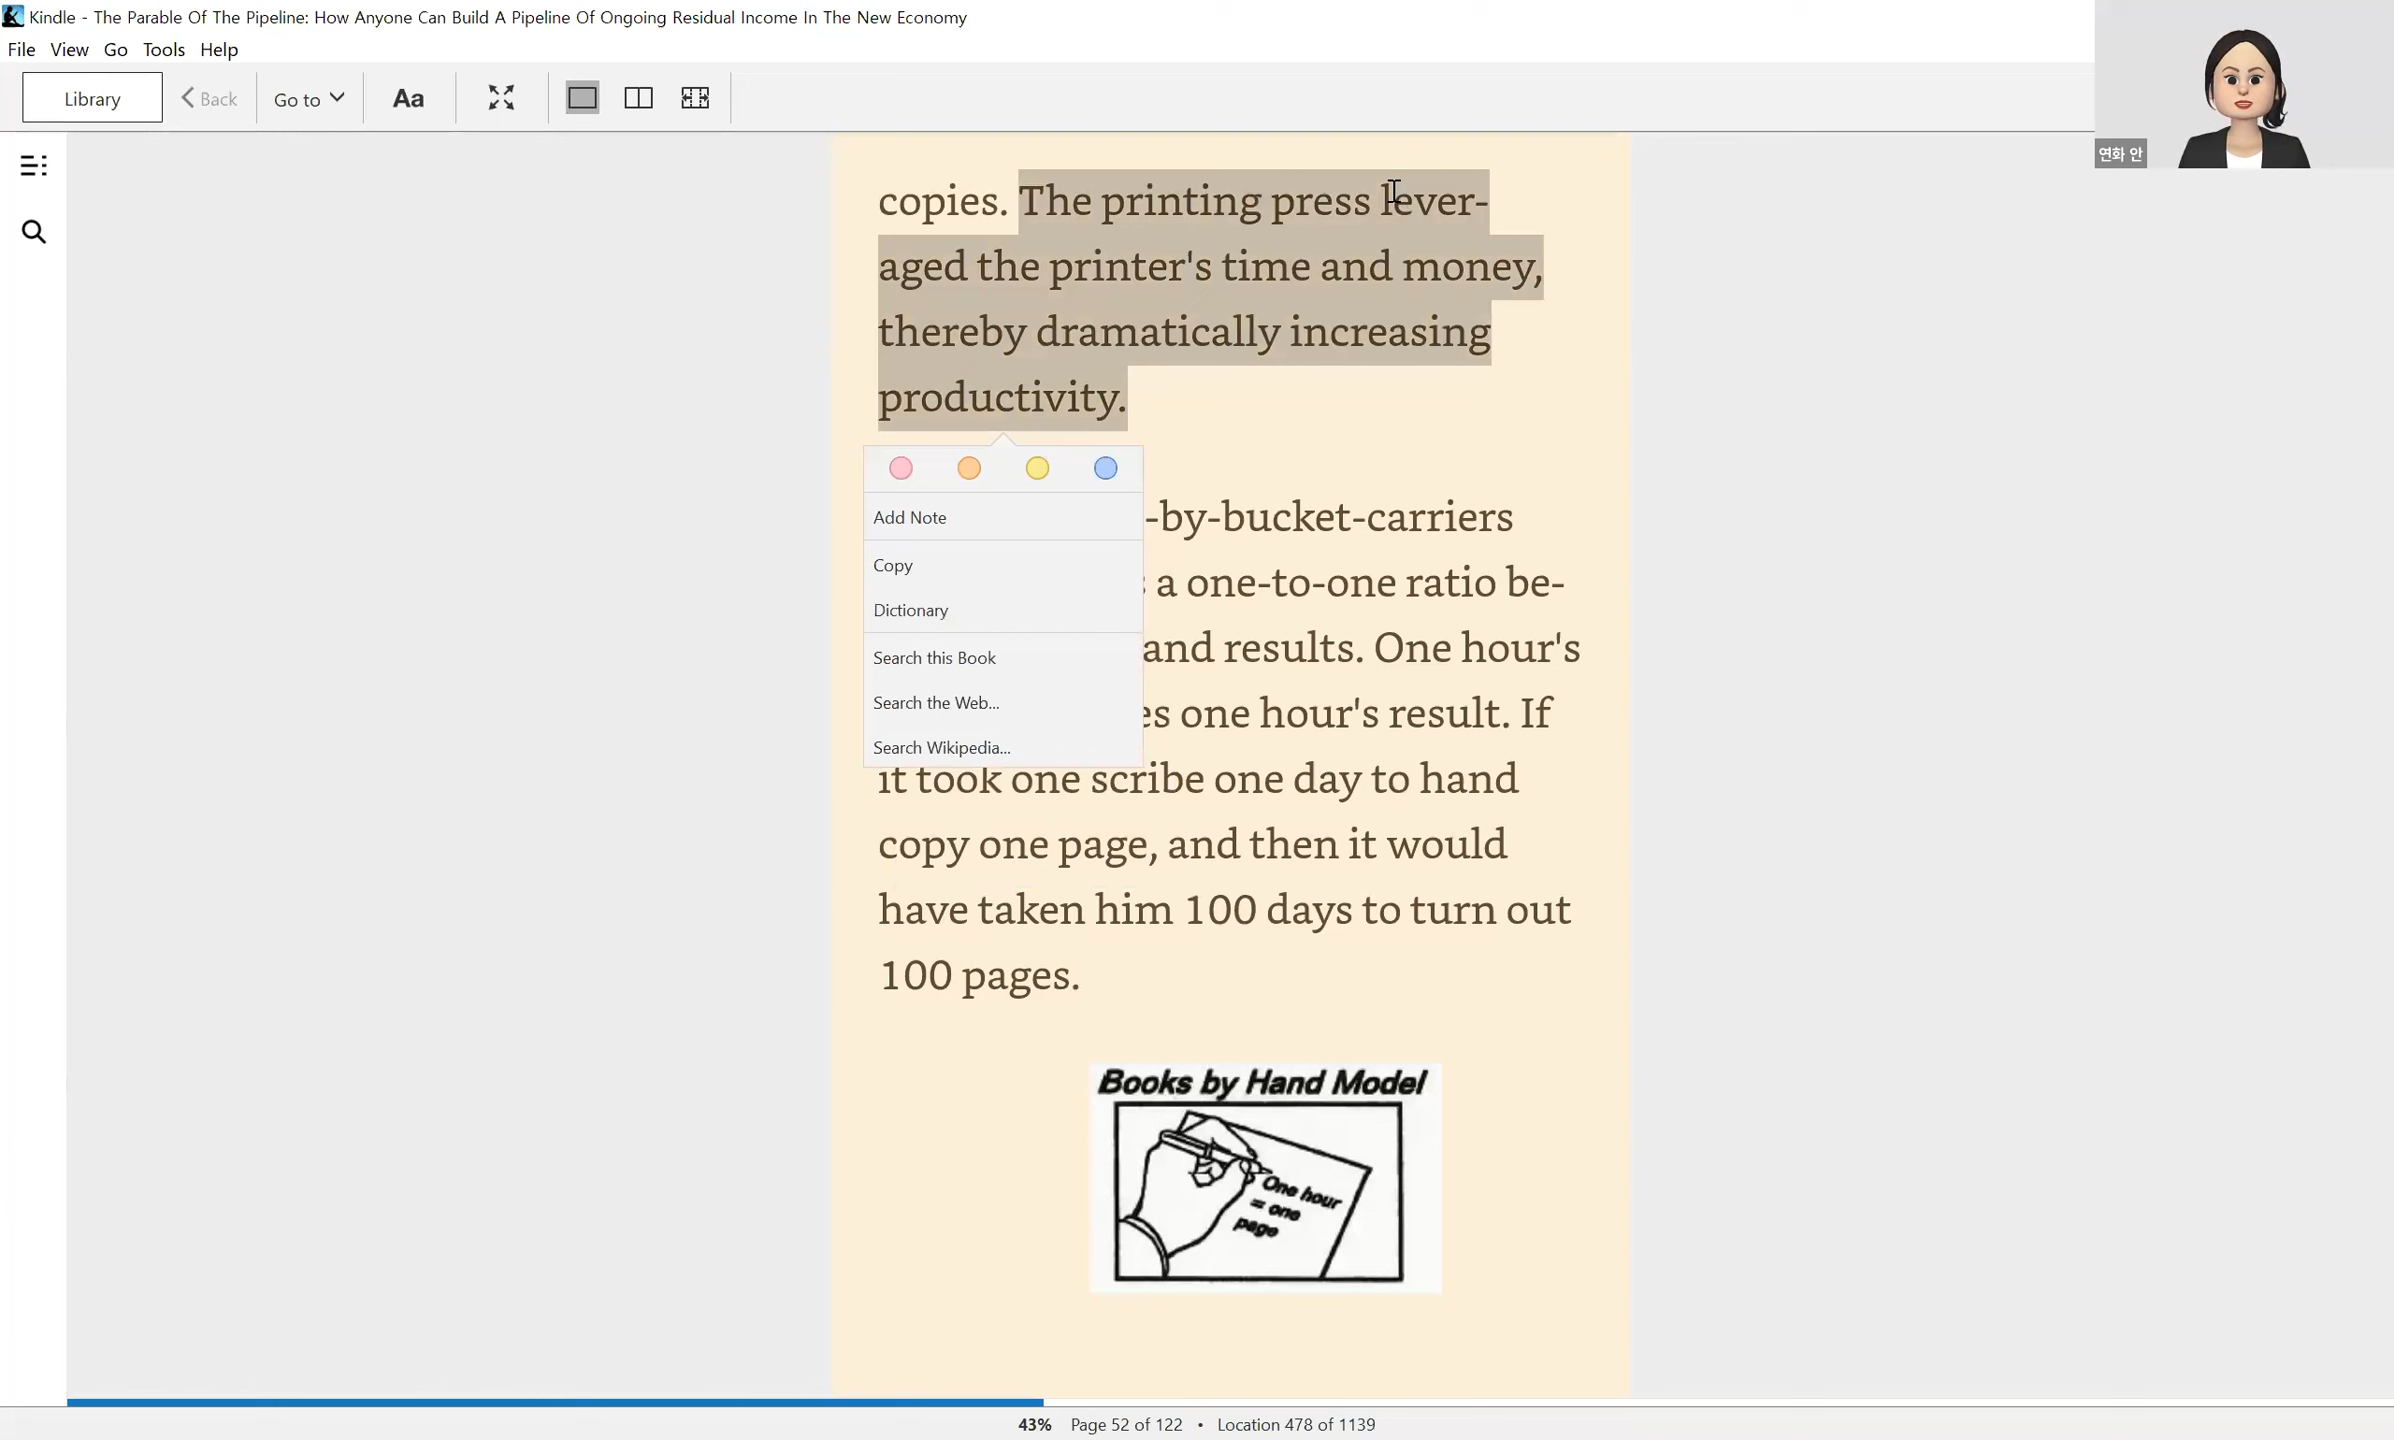 Kindle - The Parable Of The Pipeline: How Anyone Can Build A Pipeline Of Ongoing Residual Income In The New Economy
File View Go Tools Help
Library Back Go to Aa
연화 안
copies. The printing press lever-
aged the printer's time and money,
thereby dramatically increasing
productivity.
Add Note
Copy
Dictionary
Search this Book
Search the Web...
Search Wikipedia...
-by-bucket-carriers
a one-to-one ratio be-
and results. One hour's
one hour's result. If
it took one scribe one day to hand
copy one page, and then it would
have taken him 100 days to turn out
100 pages.
Books by Hand Model
One hour
= one
page
43% Page 52 of 122 • Location 478 of 1139